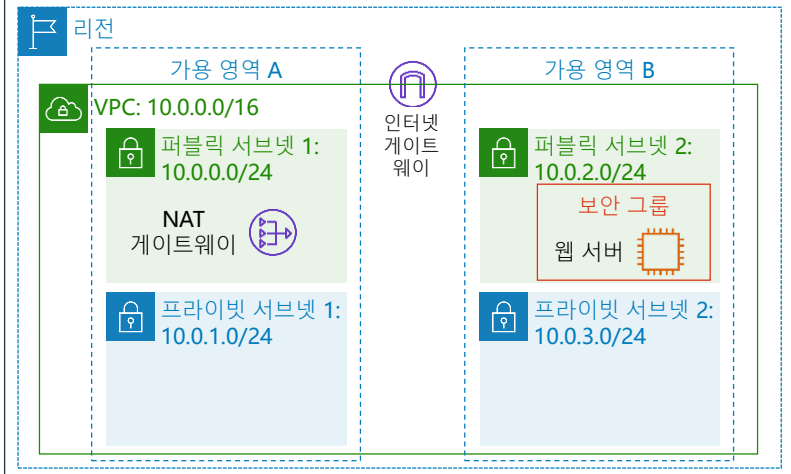 리전
가용 영역 A
가용 영역 B
VPC: 10.0.0.0/16
인터넷
게이트
웨이
퍼블릭 서브넷 1:
10.0.0.0/24
퍼블릭 서브넷 2:
10.0.2.0/24
NAT
게이트웨이
보안 그룹
웹 서버
프라이빗 서브넷 1:
10.0.1.0/24
프라이빗 서브넷 2:
10.0.3.0/24